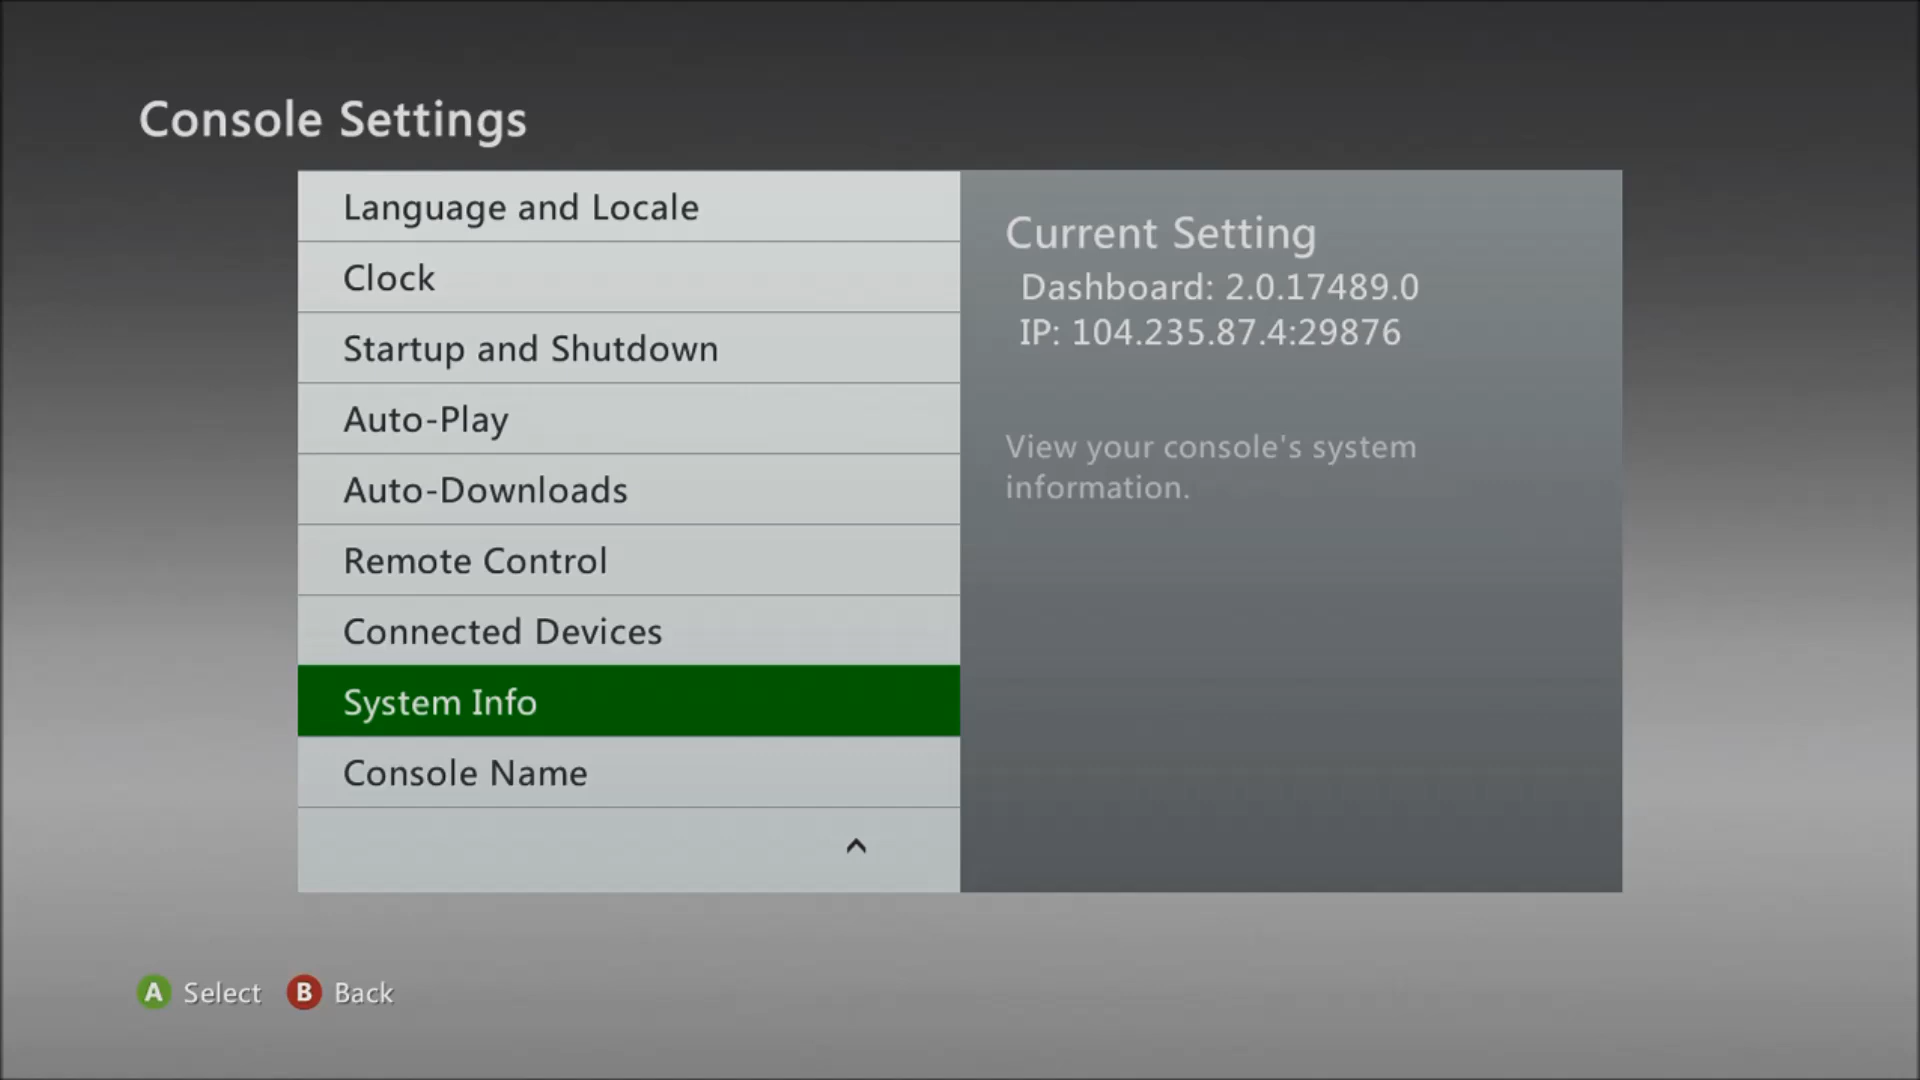 Console Settings
Language and Locale
Clock
Startup and Shutdown
Auto-Play
Auto-Downloads
Remote Control
Connected Devices
System Info
Console Name
Current Setting
Dashboard: 2.0.17489.0
IP: 104.235.87.4:29876
View your console's system
information.
A Select B Back